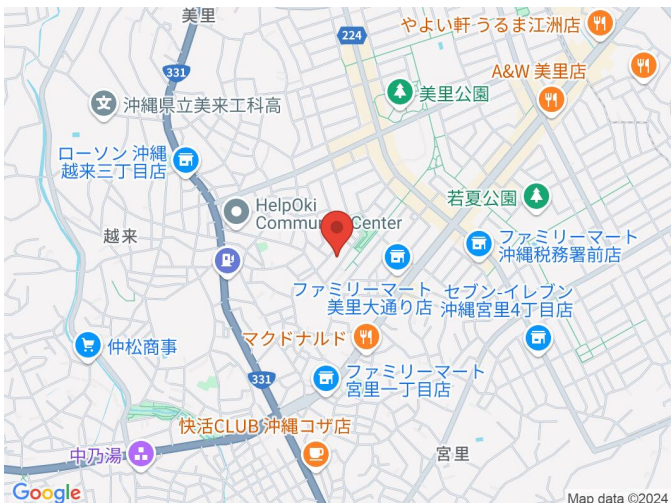 美里
やよい軒 うるま江洲店
224
331
A&W 美里店
美里公園
沖縄県立美来工科高
ローソン 沖縄
越来三丁目店
若夏公園
HelpOki
Community Center
越来
ファミリーマート
沖縄税務署前店
ファミリーマート
美里大通り店
セブン-イレブン
沖縄宮里4丁目店
マクドナルド
仲松商事
ファミリーマート
宮里一丁目店
331
快活CLUB 沖縄コザ店
中乃湯
宮里
Google
Map data ©2024